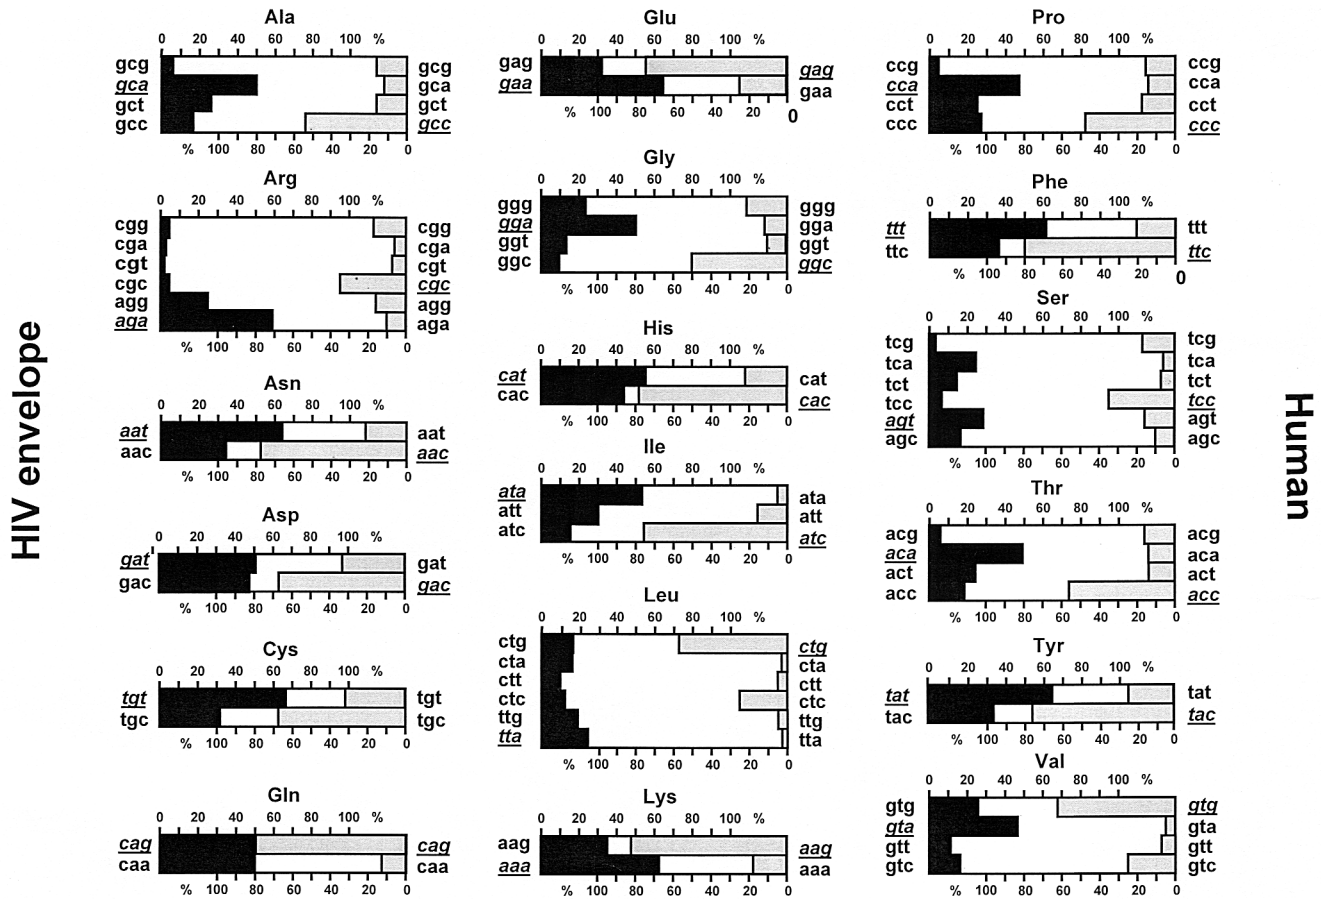 HIV envelope
Human
Ala
0 20 40 60 80 100 %
gcg gcg
gca gca
gct gct
gcc gcc
% 100 80 60 40 20 0
Arg
0 20 40 60 80 100 %
cgg cgg
cga cga
cgt cgt
cgc cgc
agg agg
aga aga
% 100 80 60 40 20 0
Asn
0 20 40 60 80 100 %
aat aat
aac aac
% 100 80 60 40 20 0
Asp
0 20 40 60 80 100 %
gat gat
gac gac
% 100 80 60 40 20 0
Cys
0 20 40 60 80 100 %
tgt tgt
tgc tgc
% 100 80 60 40 20 0
Gln
0 20 40 60 80 100 %
cag cag
caa caa
% 100 80 60 40 20 0
Glu
0 20 40 60 80 100 %
gag gag
gaa gaa
% 100 80 60 40 20 0
Gly
0 20 40 60 80 100 %
ggg ggg
gga gga
ggt ggt
ggc ggc
% 100 80 60 40 20 0
His
0 20 40 60 80 100 %
cat cat
cac cac
% 100 80 60 40 20 0
Ile
0 20 40 60 80 100 %
ata ata
att att
atc atc
% 100 80 60 40 20 0
Leu
0 20 40 60 80 100 %
ctg ctg
cta cta
ctt ctt
ctc ctc
ttg ttg
tta tta
% 100 80 60 40 20 0
Lys
0 20 40 60 80 100 %
aag aag
aaa aaa
% 100 80 60 40 20 0
Pro
0 20 40 60 80 100 %
ccg ccg
cca cca
cct cct
ccc ccc
% 100 80 60 40 20 0
Phe
0 20 40 60 80 100 %
ttt ttt
ttc ttc
% 100 80 60 40 20 0
Ser
0 20 40 60 80 100 %
tcg tcg
tca tca
tct tct
tcc tcc
agt agt
agc agc
% 100 80 60 40 20 0
Thr
0 20 40 60 80 100 %
acg acg
aca aca
act act
acc acc
% 100 80 60 40 20 0
Tyr
0 20 40 60 80 100 %
tat tat
tac tac
% 100 80 60 40 20 0
Val
0 20 40 60 80 100 %
gtg gtg
gta gta
gtt gtt
gtc gtc
% 100 80 60 40 20 0